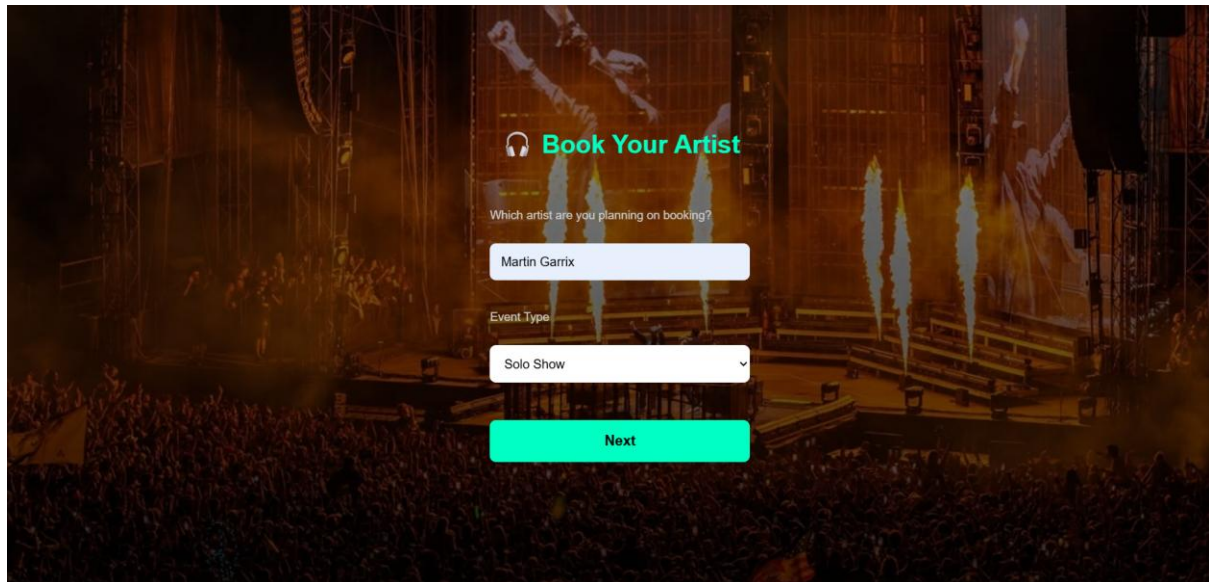 🎧 Book Your Artist
Which artist are you planning on booking?
Martin Garrix
Event Type
Solo Show
Next